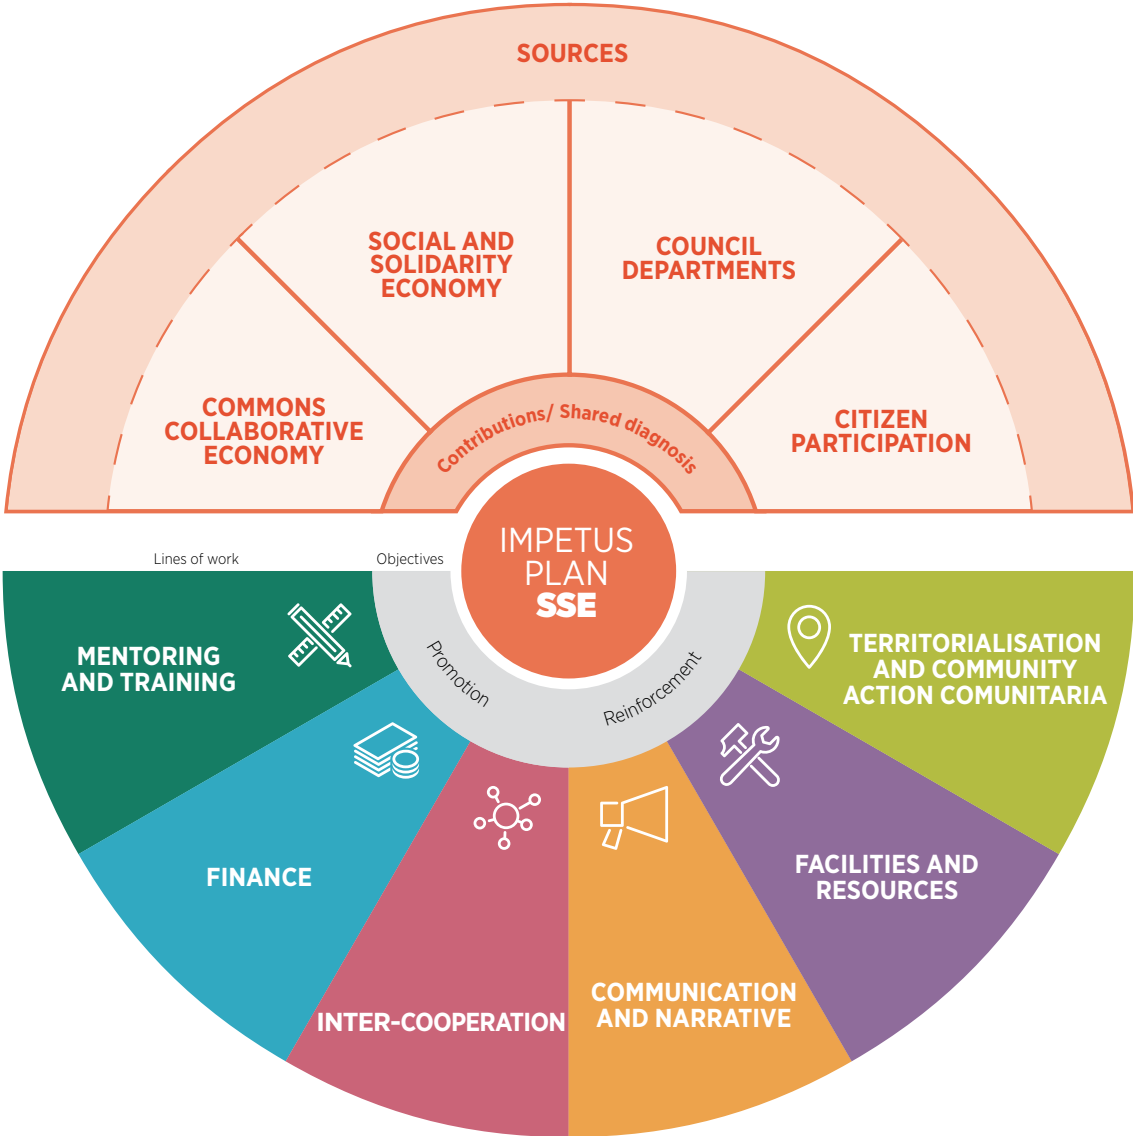 SOURCES
SOCIAL AND
SOLIDARITY
ECONOMY
COUNCIL
DEPARTMENTS
COMMONS
COLLABORATIVE
ECONOMY
CITIZEN
PARTICIPATION
Contributions/ Shared diagnosis
IMPETUS
PLAN
SSE
Lines of work
Objectives
Promotion
Reinforcement
MENTORING
AND TRAINING
TERRITORIALISATION
AND COMMUNITY
ACTION COMUNITARIA
FINANCE
FACILITIES AND
RESOURCES
INTER-COOPERATION
COMMUNICATION
AND NARRATIVE